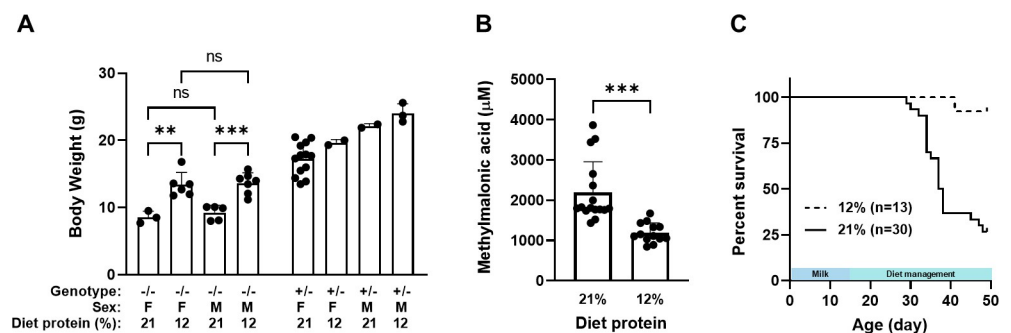 A
B
C
ns
ns
** ***
Body Weight (g)
30
20
10
0
Genotype: -/- -/- -/- -/- +/- +/- +/- +/-
Sex: F F M M F F M M
Diet protein (%): 21 12 21 12 21 12 21 12
***
Methylmalonic acid (μM)
5000
4000
3000
2000
1000
0
21% 12%
Diet protein
Percent survival
100
75
50
25
0
12% (n=13)
21% (n=30)
Milk Diet management
0 10 20 30 40 50
Age (day)